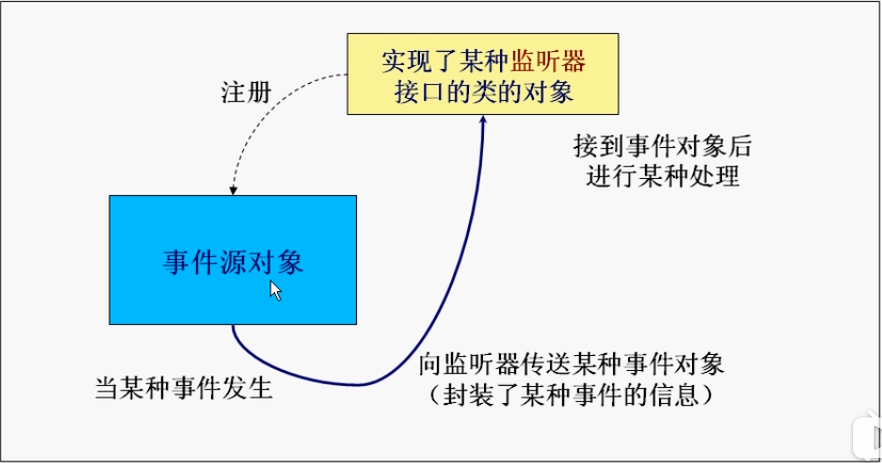 实现了某种监听器
接口的类的对象
注册
接到事件对象后
进行某种处理
事件源对象
向监听器传送某种事件对象
（封装了某种事件的信息）
当某种事件发生